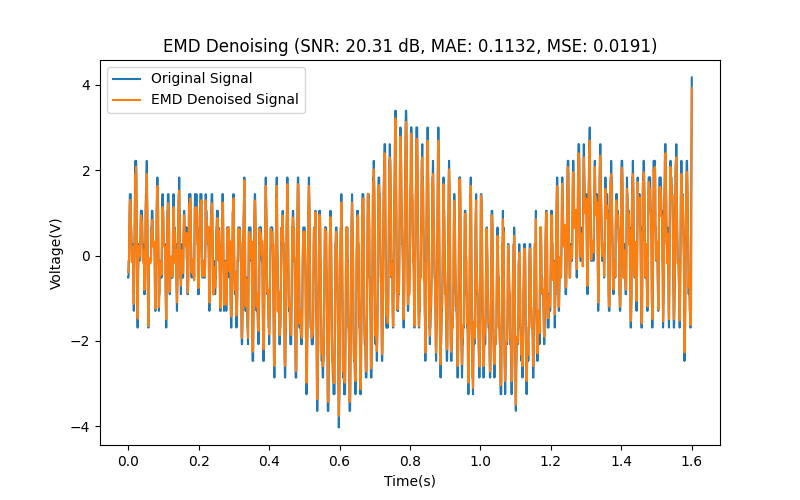 EMD Denoising (SNR: 20.31 dB, MAE: 0.1132, MSE: 0.0191)
Original Signal
EMD Denoised Signal
4
2
0
−2
−4
Voltage(V)
0.0 0.2 0.4 0.6 0.8 1.0 1.2 1.4 1.6
Time(s)